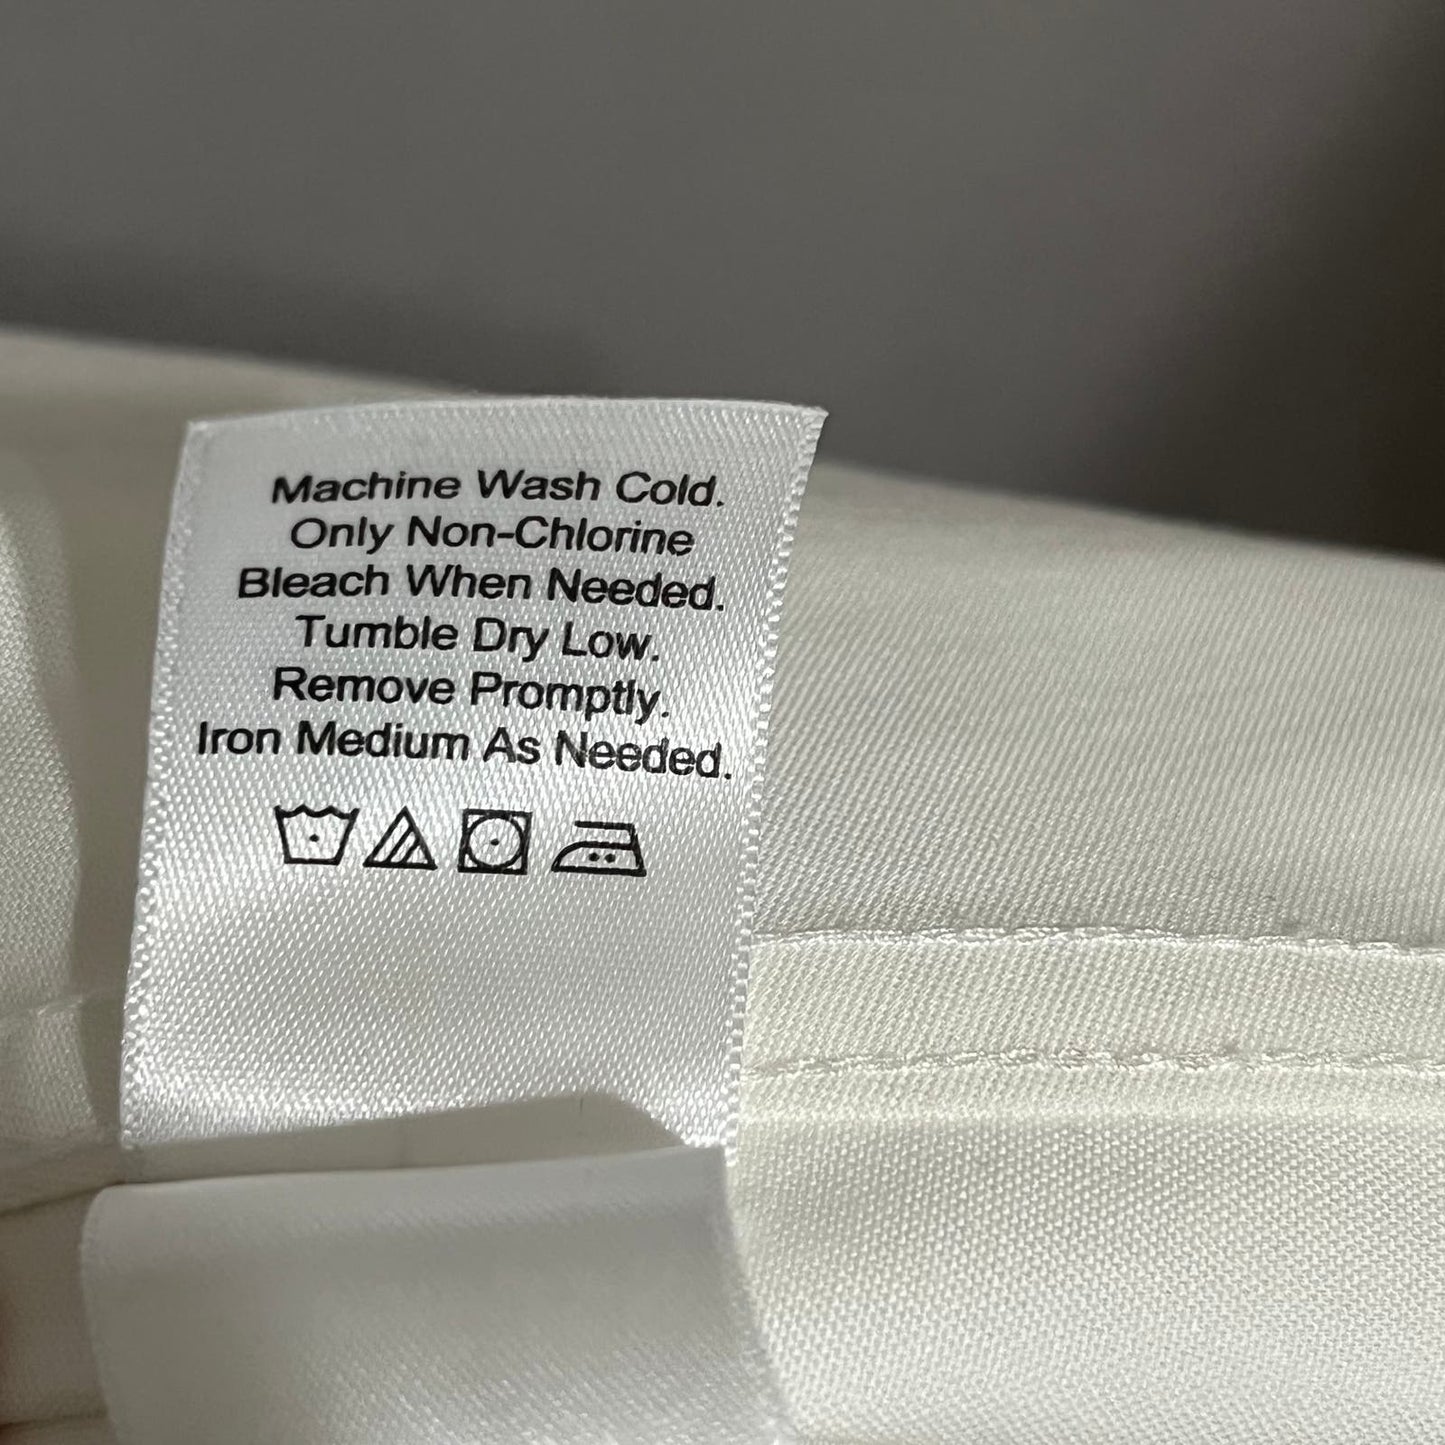 Machine Wash Cold.
Only Non-Chlorine
Bleach When Needed.
Tumble Dry Low.
Remove Promptly.
Iron Medium As Needed.